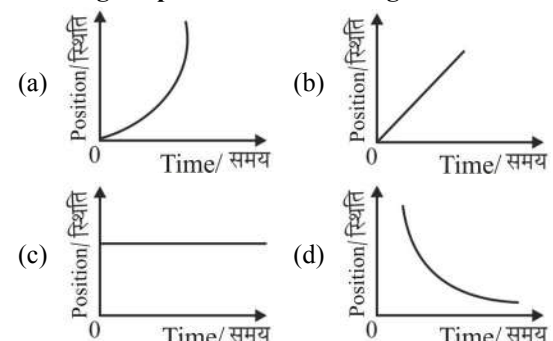 (a) Position/स्थिति
0 Time/ समय
(b) Position/स्थिति
0 Time/ समय
(c) Position/स्थिति
0 Time/ समय
(d) Position/स्थिति
0 Time/ समय